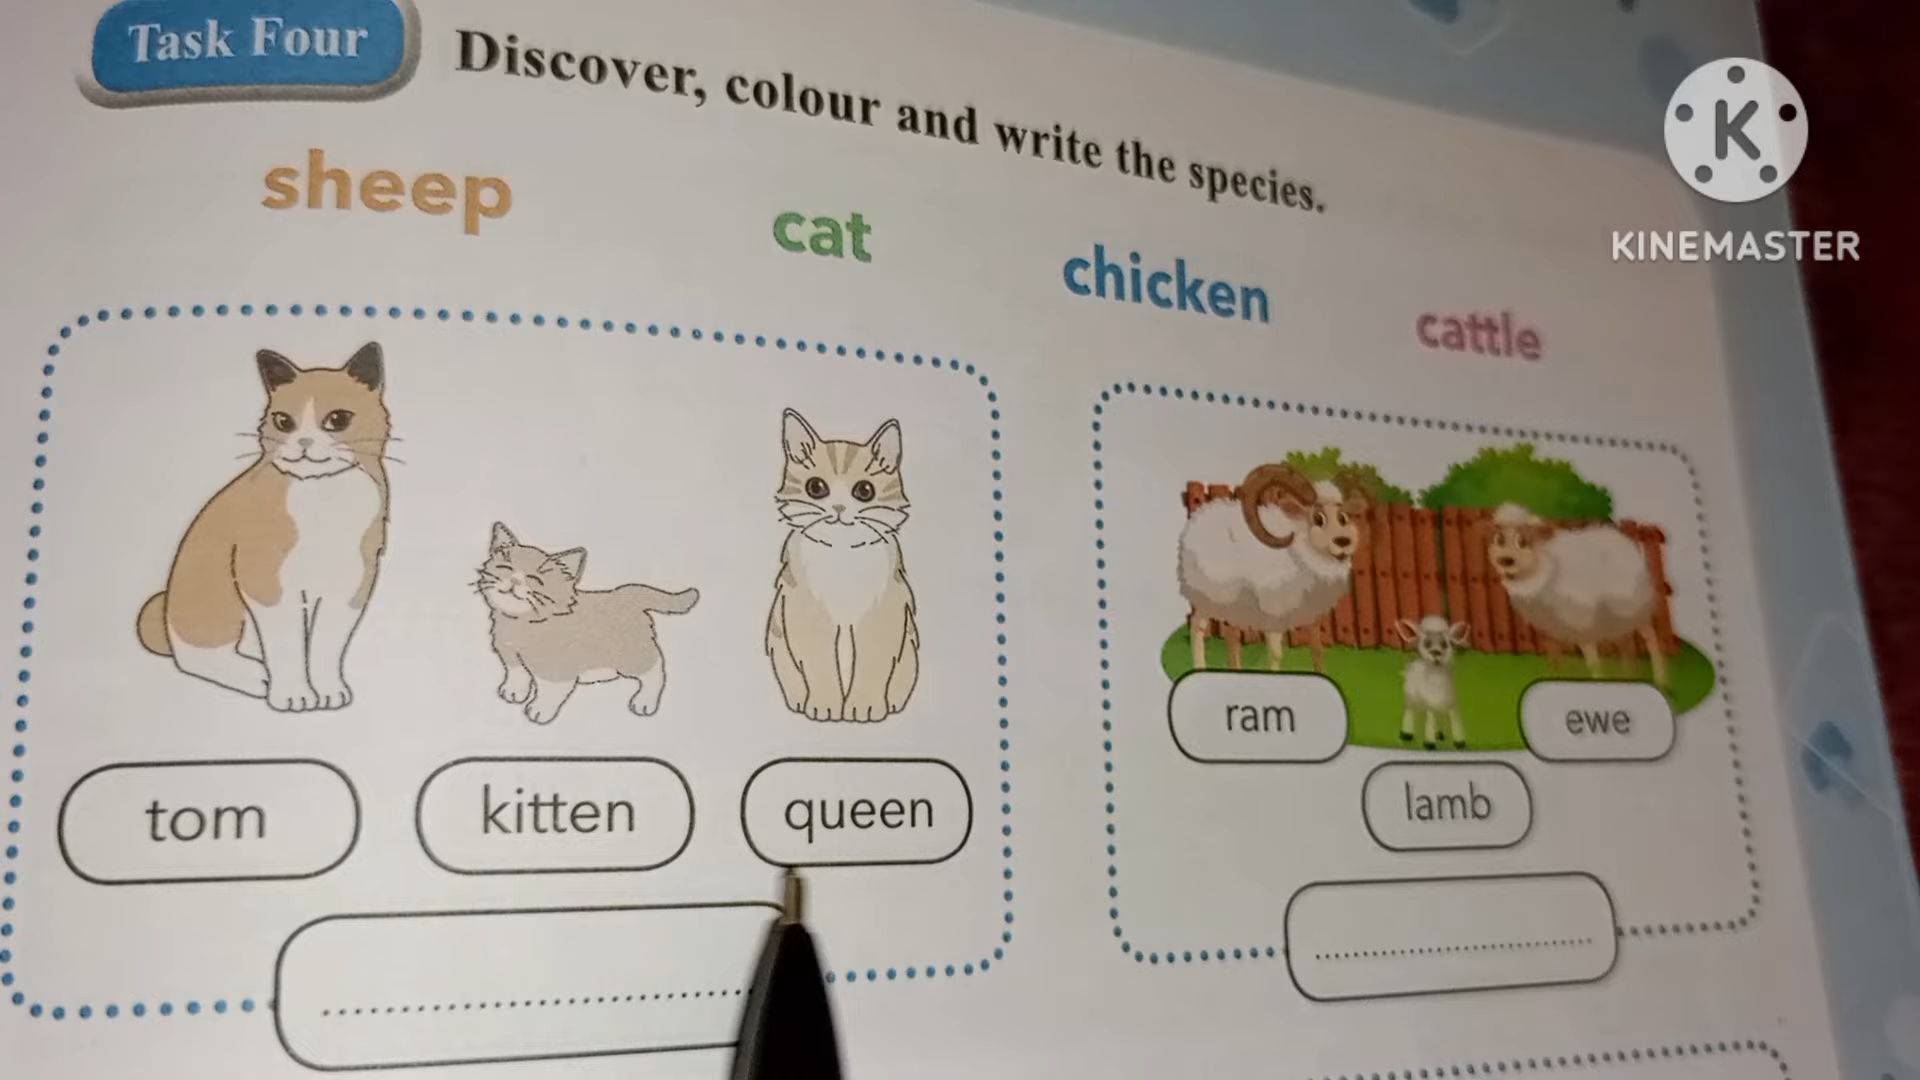 Task Four
Discover, colour and write the species.
sheep
cat
chicken
cattle
K
KINEMASTER
tom
kitten
queen
ram
ewe
lamb